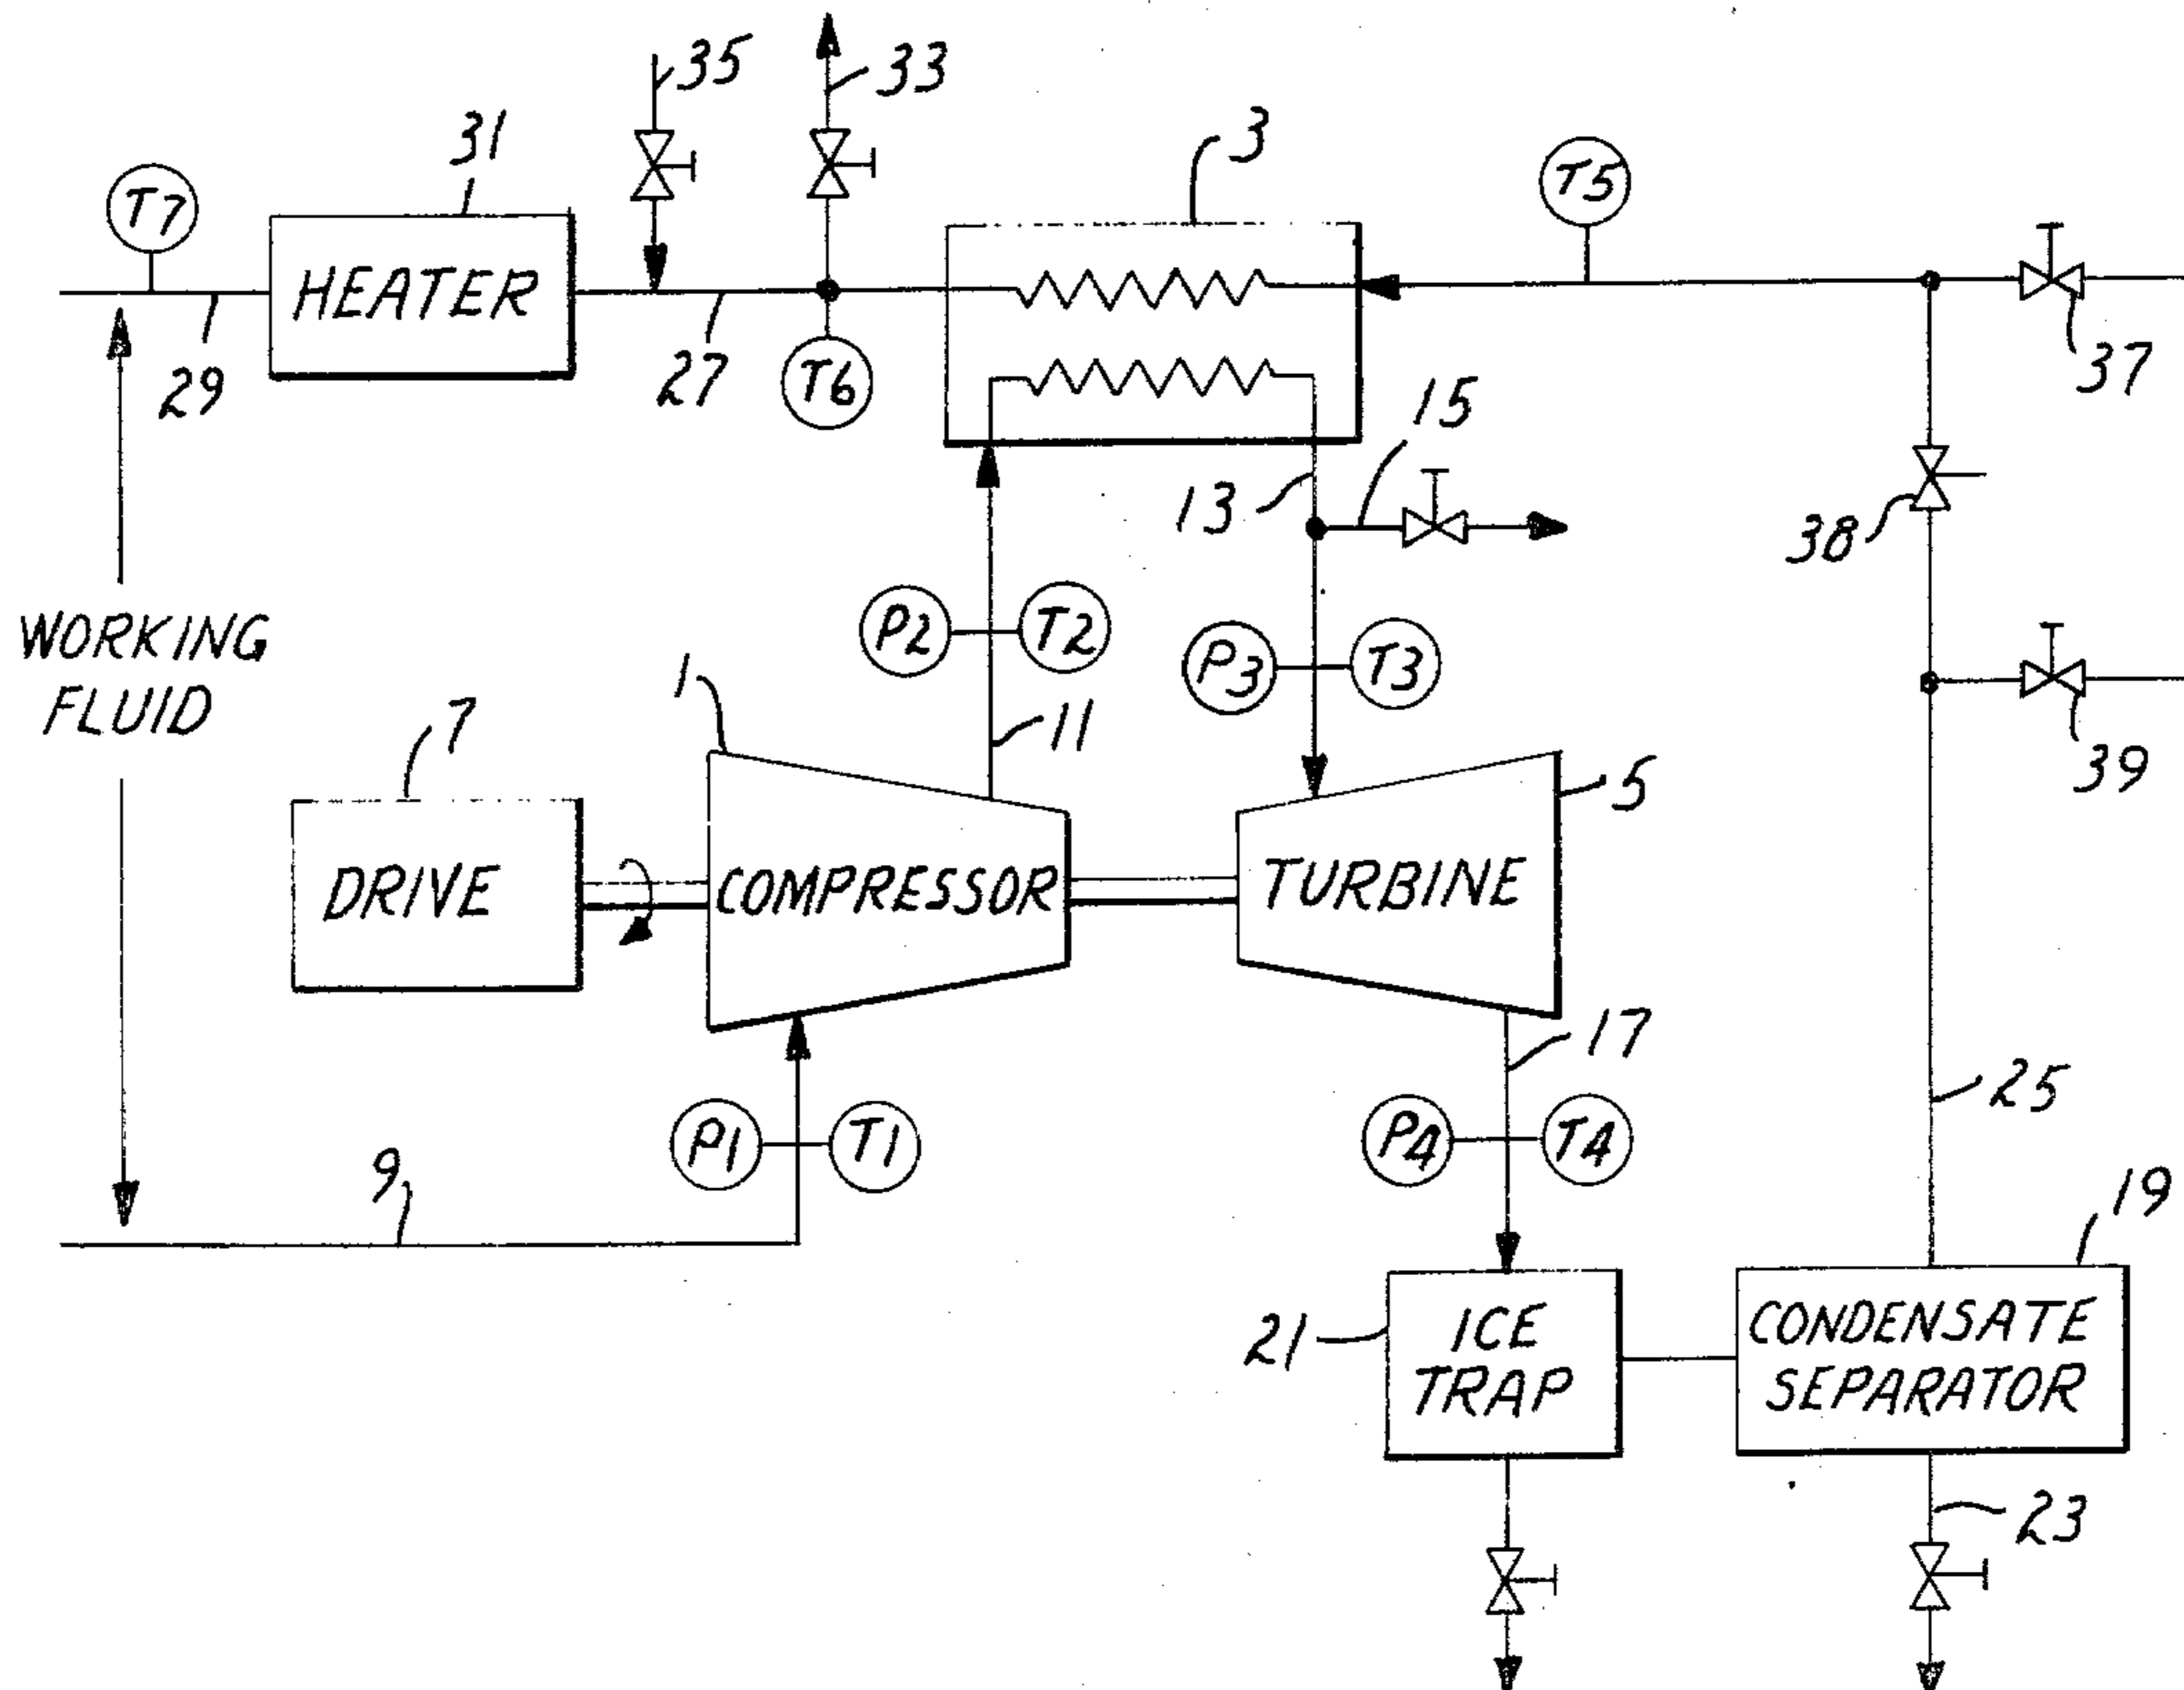 35
33
3
31
T5
T7
HEATER
37
29
27
T6
15
13
38
WORKING
FLUID
P2
T2
P3
T3
1
11
7
39
5
DRIVE
COMPRESSOR
TURBINE
17
25
P1
T1
P4
T4
9
19
21
ICE
TRAP
CONDENSATE
SEPARATOR
23